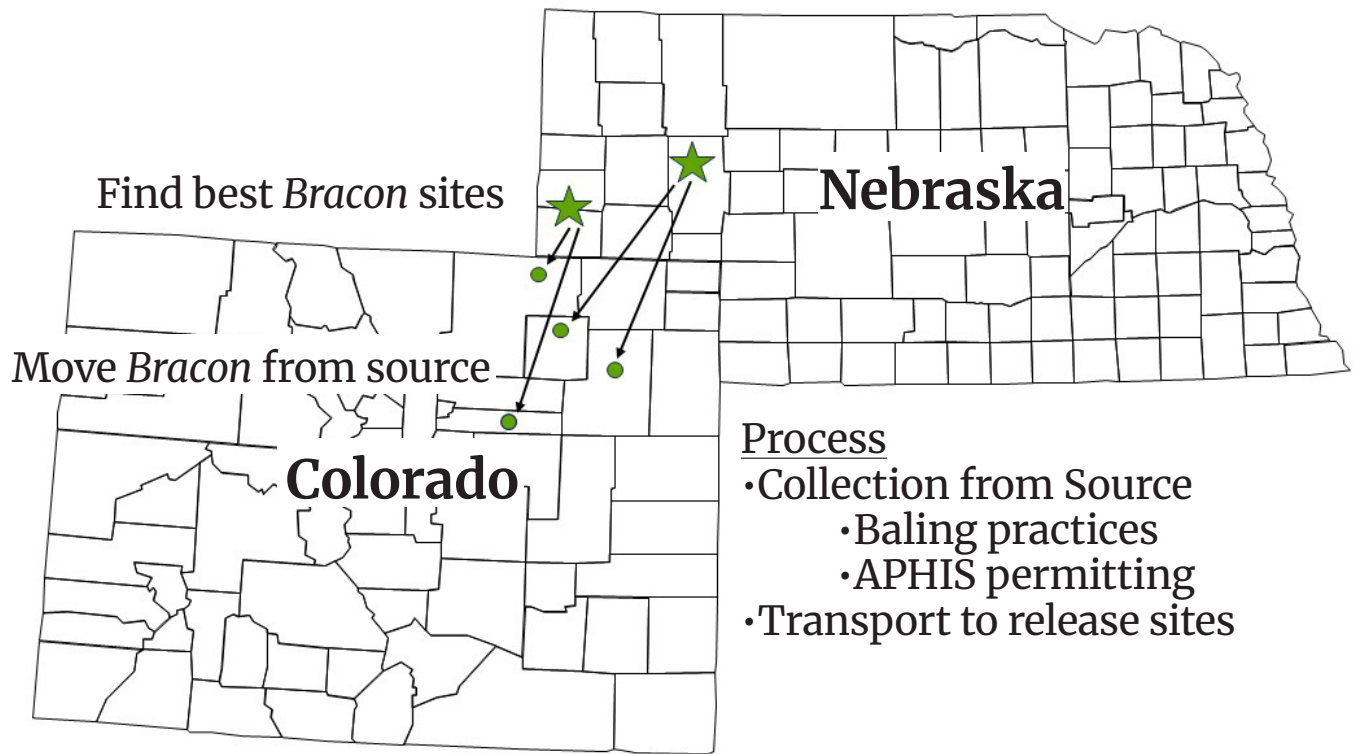 Find best Bracon sites
Nebraska
Move Bracon from source
Colorado
Process
·Collection from Source
·Baling practices
·APHIS permitting
·Transport to release sites